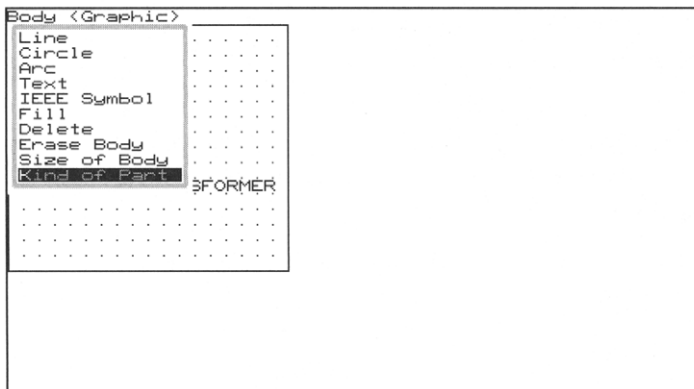 Body <Graphic>
Line
Circle
Arc
Text
IEEE Symbol
Fill
Delete
Erase Body
Size of Body
Kind of Part
SFORMER